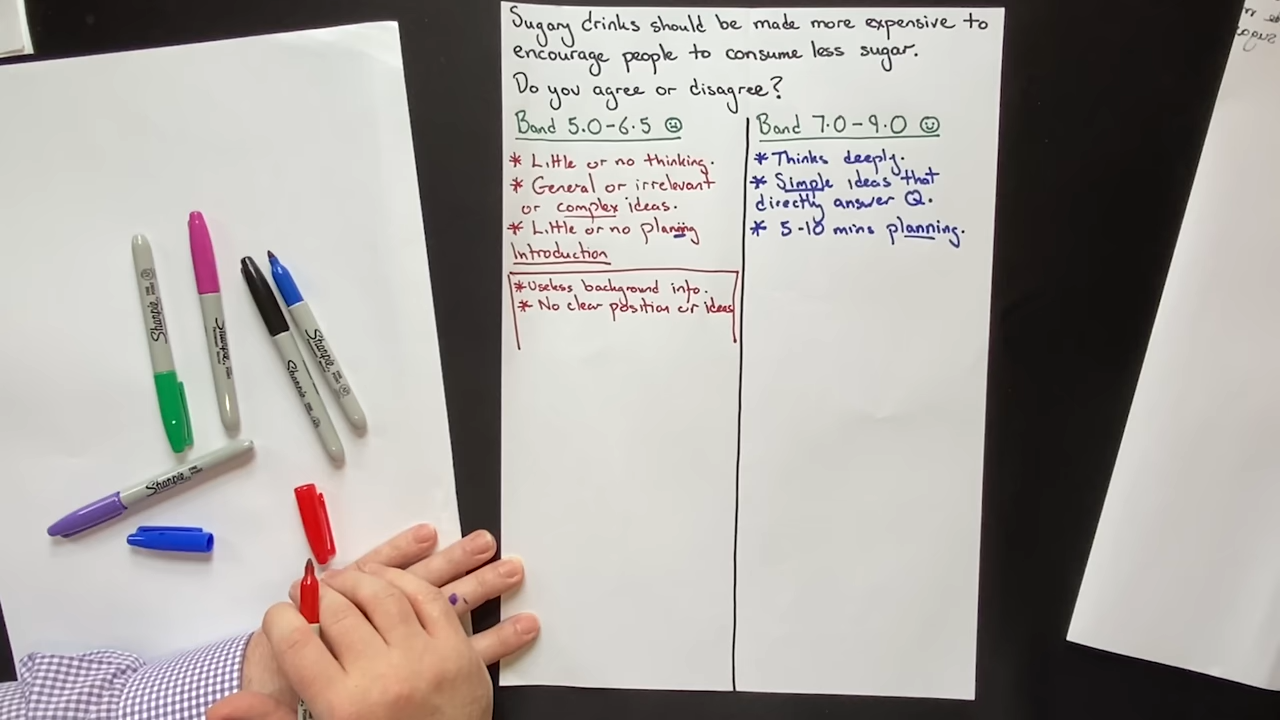 Sugary drinks should be made more expensive to
encourage people to consume less sugar.
Do you agree or disagree?
Band 5.0-6.5 ☹
* Little or no thinking.
* General or irrelevant
or complex ideas.
* Little or no planing
Introduction
* Useless background info.
* No clear position or ideas
Band 7.0-9.0 ☺
* Thinks deeply.
* Simple ideas that
directly answer Q.
* 5-10 mins planning.
Sharpie
Sharpie
Sharpie
Sharpie
Sharpie